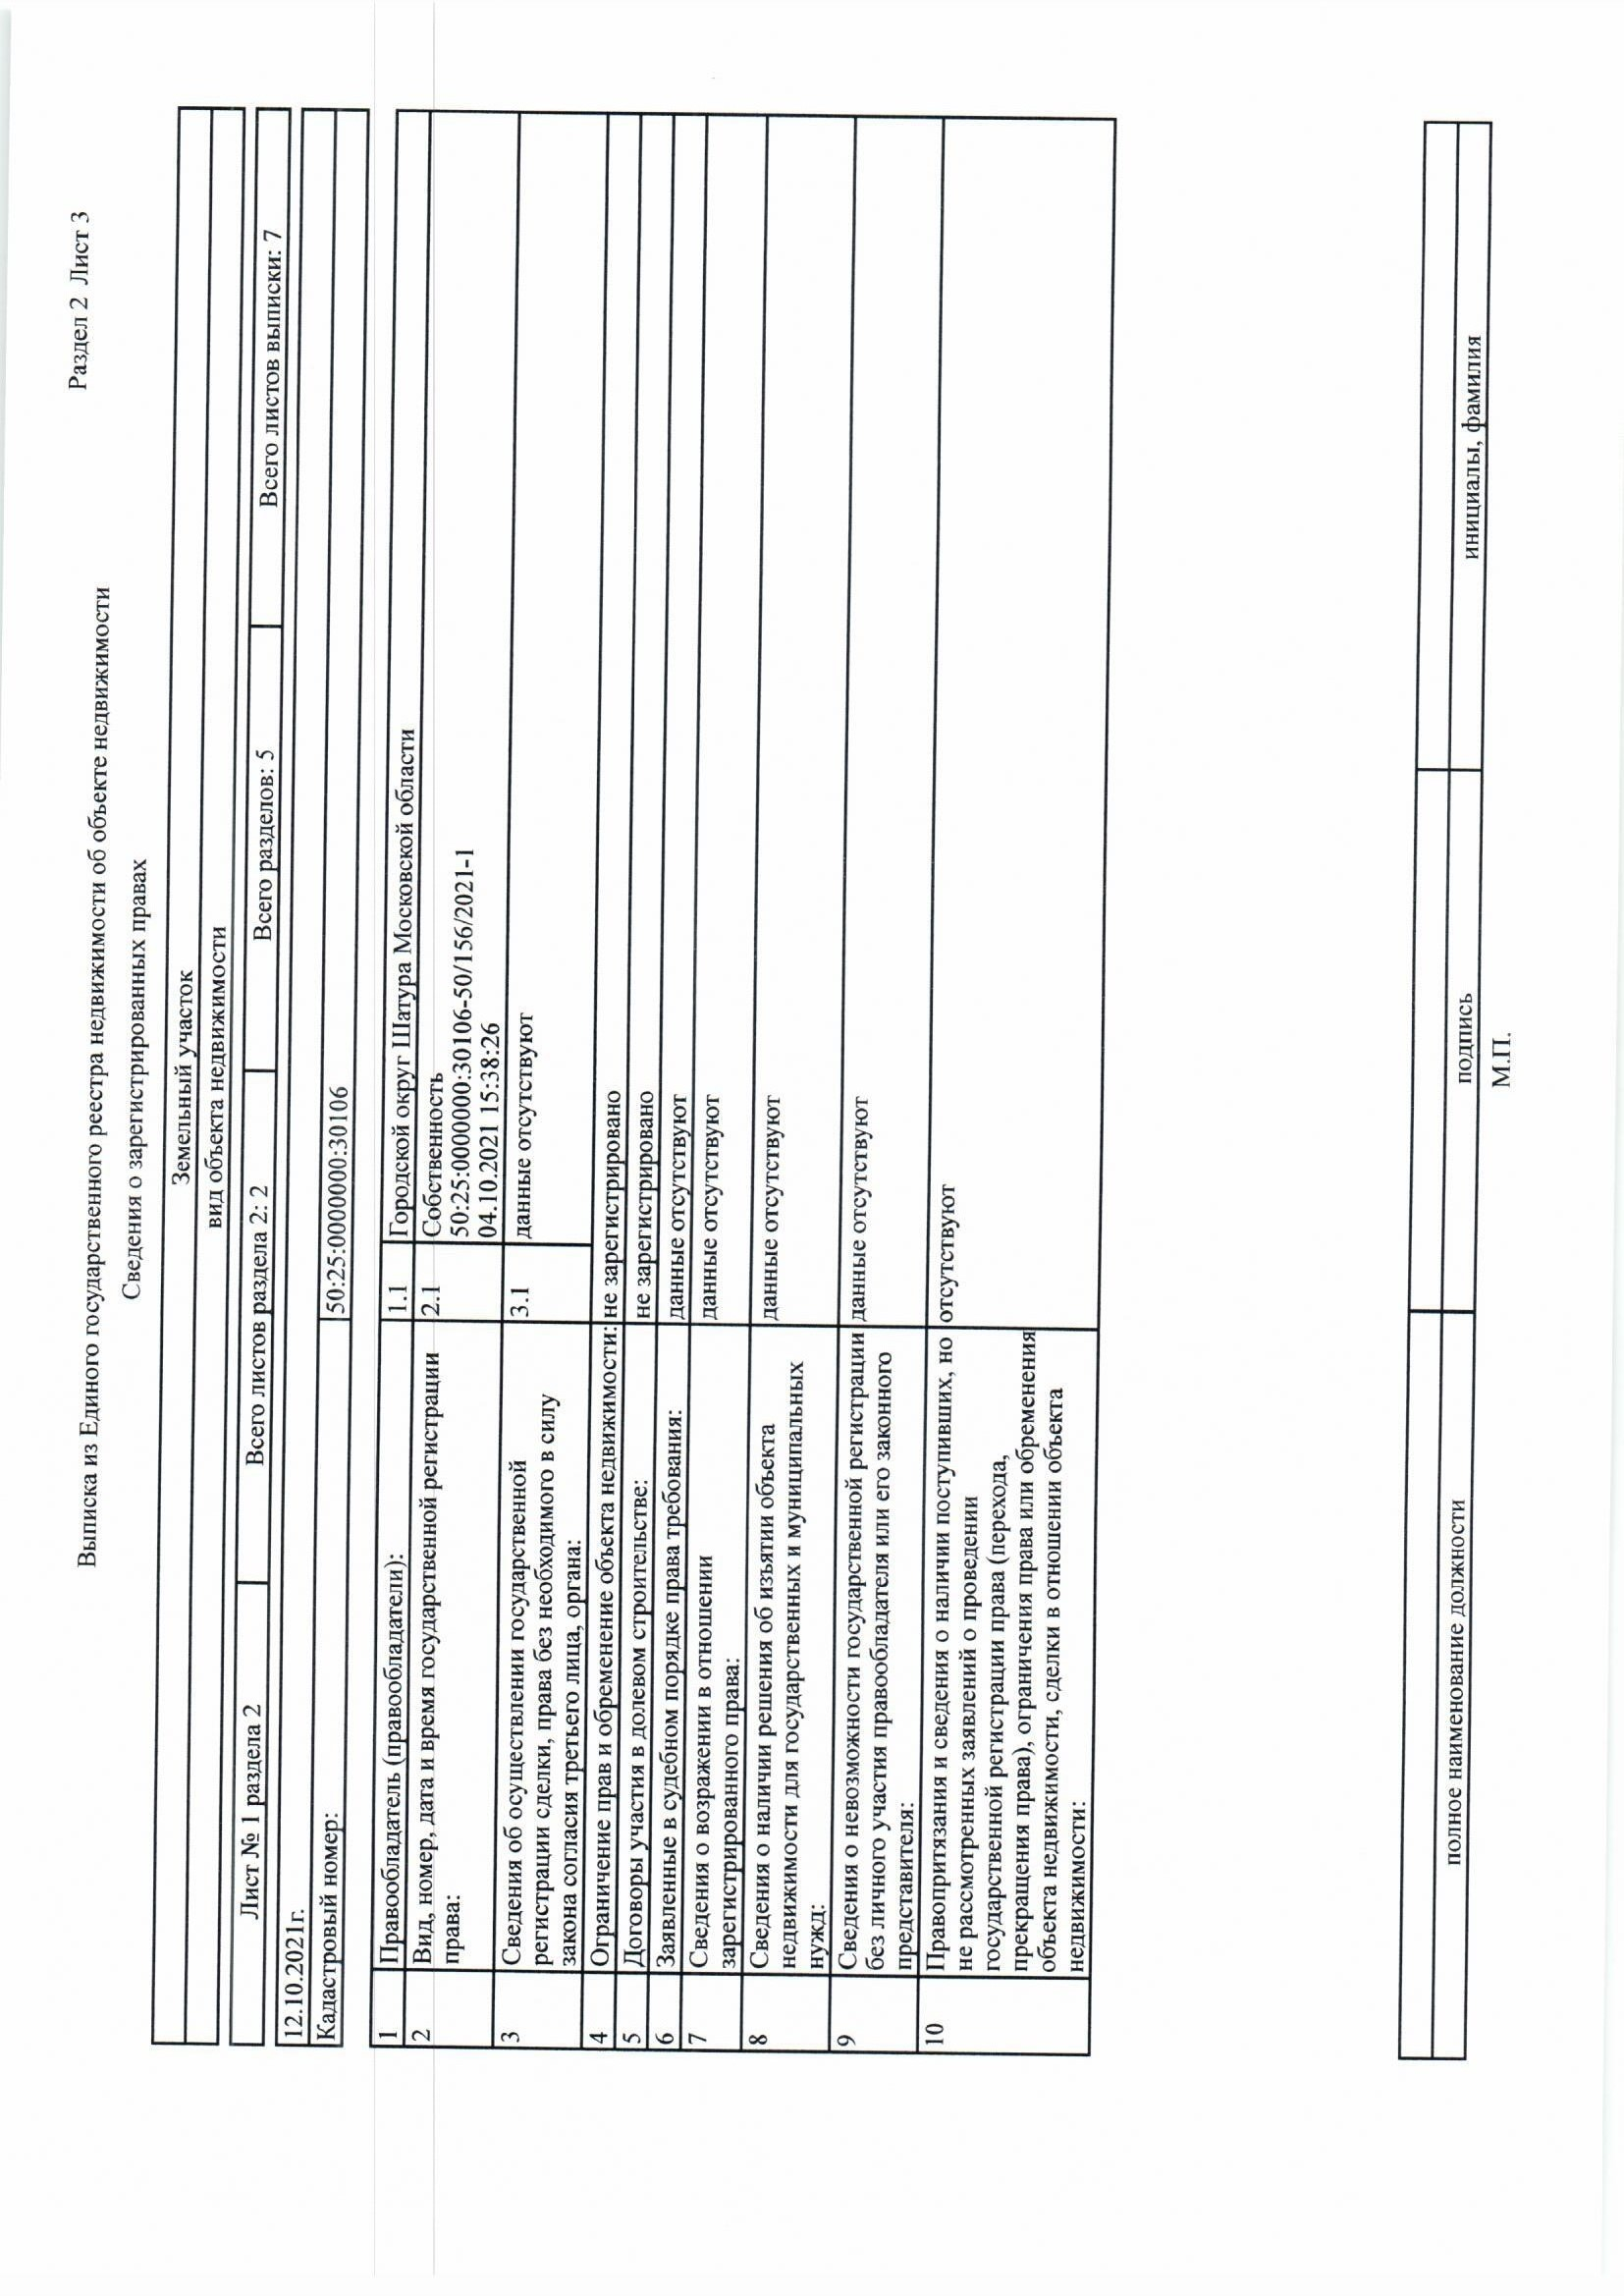 Раздел 2 Лист 3
Выписка из Единого государственного реестра недвижимости об объекте недвижимости
Сведения о зарегистрированных правах
Земельный участок
вид объекта недвижимости
Лист № 1 раздела 2 Всего листов раздела 2: 2 Всего разделов: 5 Всего листов выписки: 7
12.10.2021г.
Кадастровый номер: 50:25:0000000:30106
1 Правообладатель (правообладатели): 1.1 Городской округ Шатура Московской области
2 Вид, номер, дата и время государственной регистрации 2.1 Собственность
права: 50:25:0000000:30106-50/156/2021-1
04.10.2021 15:38:26
3 Сведения об осуществлении государственной 3.1 данные отсутствуют
регистрации сделки, права без необходимого в силу
закона согласия третьего лица, органа:
4 Ограничение прав и обременение объекта недвижимости: не зарегистрировано
5 Договоры участия в долевом строительстве: не зарегистрировано
6 Заявленные в судебном порядке права требования: данные отсутствуют
7 Сведения о возражении в отношении данные отсутствуют
зарегистрированного права:
8 Сведения о наличии решения об изъятии объекта данные отсутствуют
недвижимости для государственных и муниципальных
нужд:
9 Сведения о невозможности государственной регистрации данные отсутствуют
без личного участия правообладателя или его законного
представителя:
10 Правопритязания и сведения о наличии поступивших, но отсутствуют
не рассмотренных заявлений о проведении
государственной регистрации права (перехода,
прекращения права), ограничения права или обременения
объекта недвижимости, сделки в отношении объекта
недвижимости:
полное наименование должности подпись инициалы, фамилия
М.П.